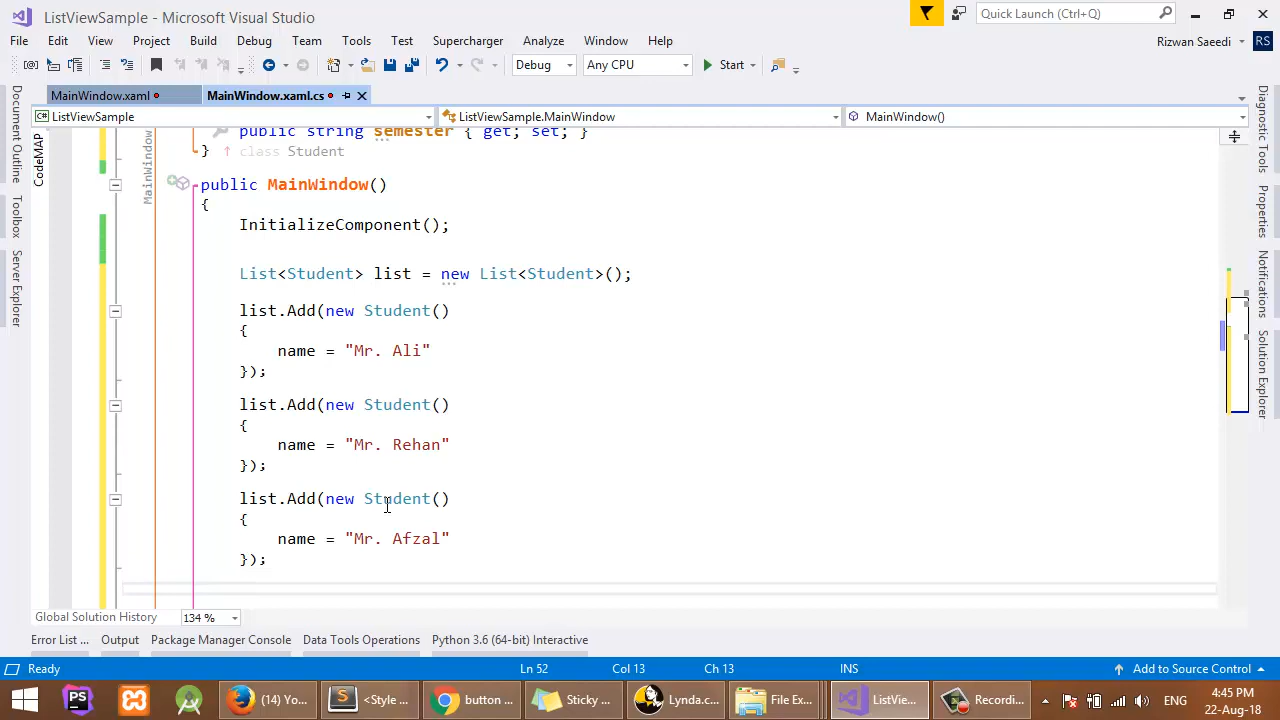 ListViewSample - Microsoft Visual Studio
Quick Launch (Ctrl+Q)
File Edit View Project Build Debug Team Tools Test Supercharger Analyze Window Help
Rizwan Saeedi RS
Debug Any CPU Start
MainWindow.xaml MainWindow.xaml.cs
ListViewSample ListViewSample.MainWindow MainWindow()
Document Outline
Toolbox
Server Explorer
CodeMAP
MainWindow
public string semester { get; set; }
} class Student
public MainWindow()
{
InitializeComponent();
List<Student> list = new List<Student>();
list.Add(new Student()
{
name = "Mr. Ali"
});
list.Add(new Student()
{
name = "Mr. Rehan"
});
list.Add(new Student()
{
name = "Mr. Afzal"
});
Diagnostic Tools
Properties
Notifications
Solution Explorer
Global Solution History 134 %
Error List ... Output Package Manager Console Data Tools Operations Python 3.6 (64-bit) Interactive
Ready Ln 52 Col 13 Ch 13 INS Add to Source Control
PS (14) Yo... <Style ... button ... Sticky ... Lynda.c... File Ex... ListVie... Recordi... ENG 4:45 PM
22-Aug-18